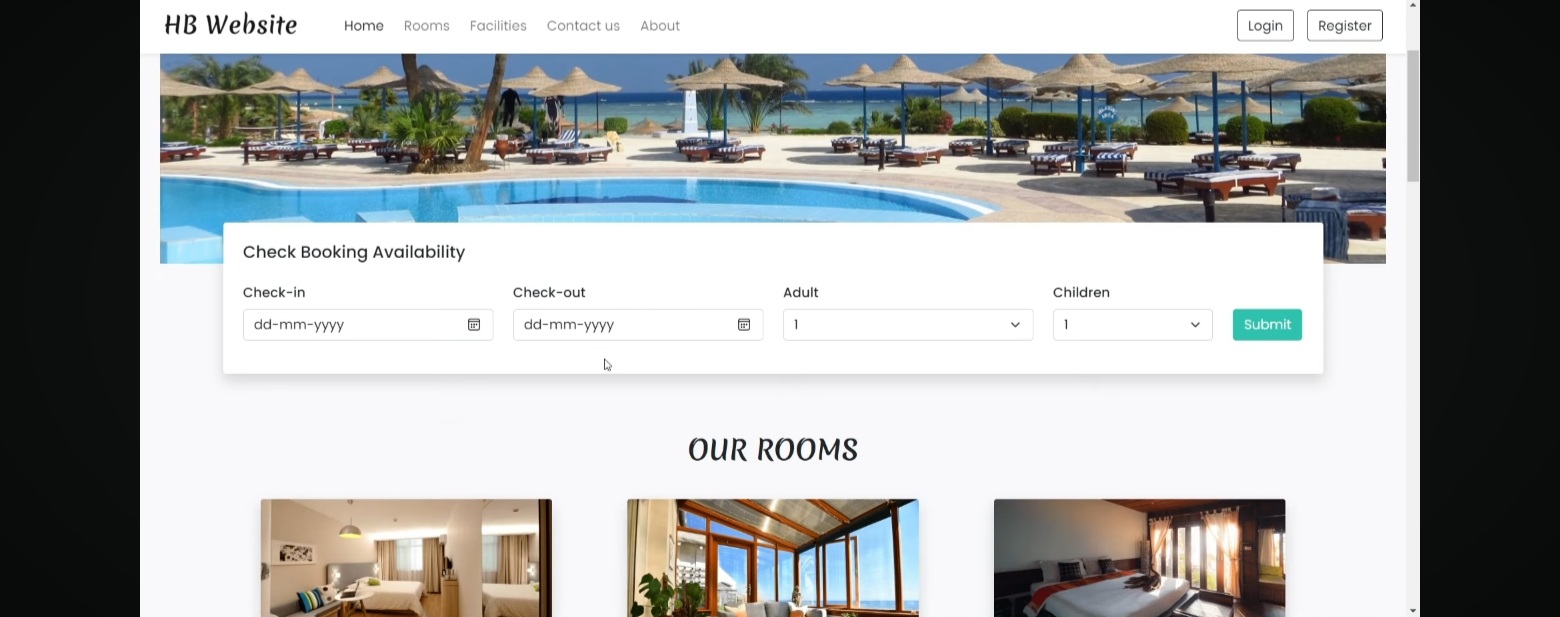 HB Website Home Rooms Facilities Contact us About Login Register
Check Booking Availability
Check-in Check-out Adult Children
dd-mm-yyyy dd-mm-yyyy 1 1 Submit
OUR ROOMS